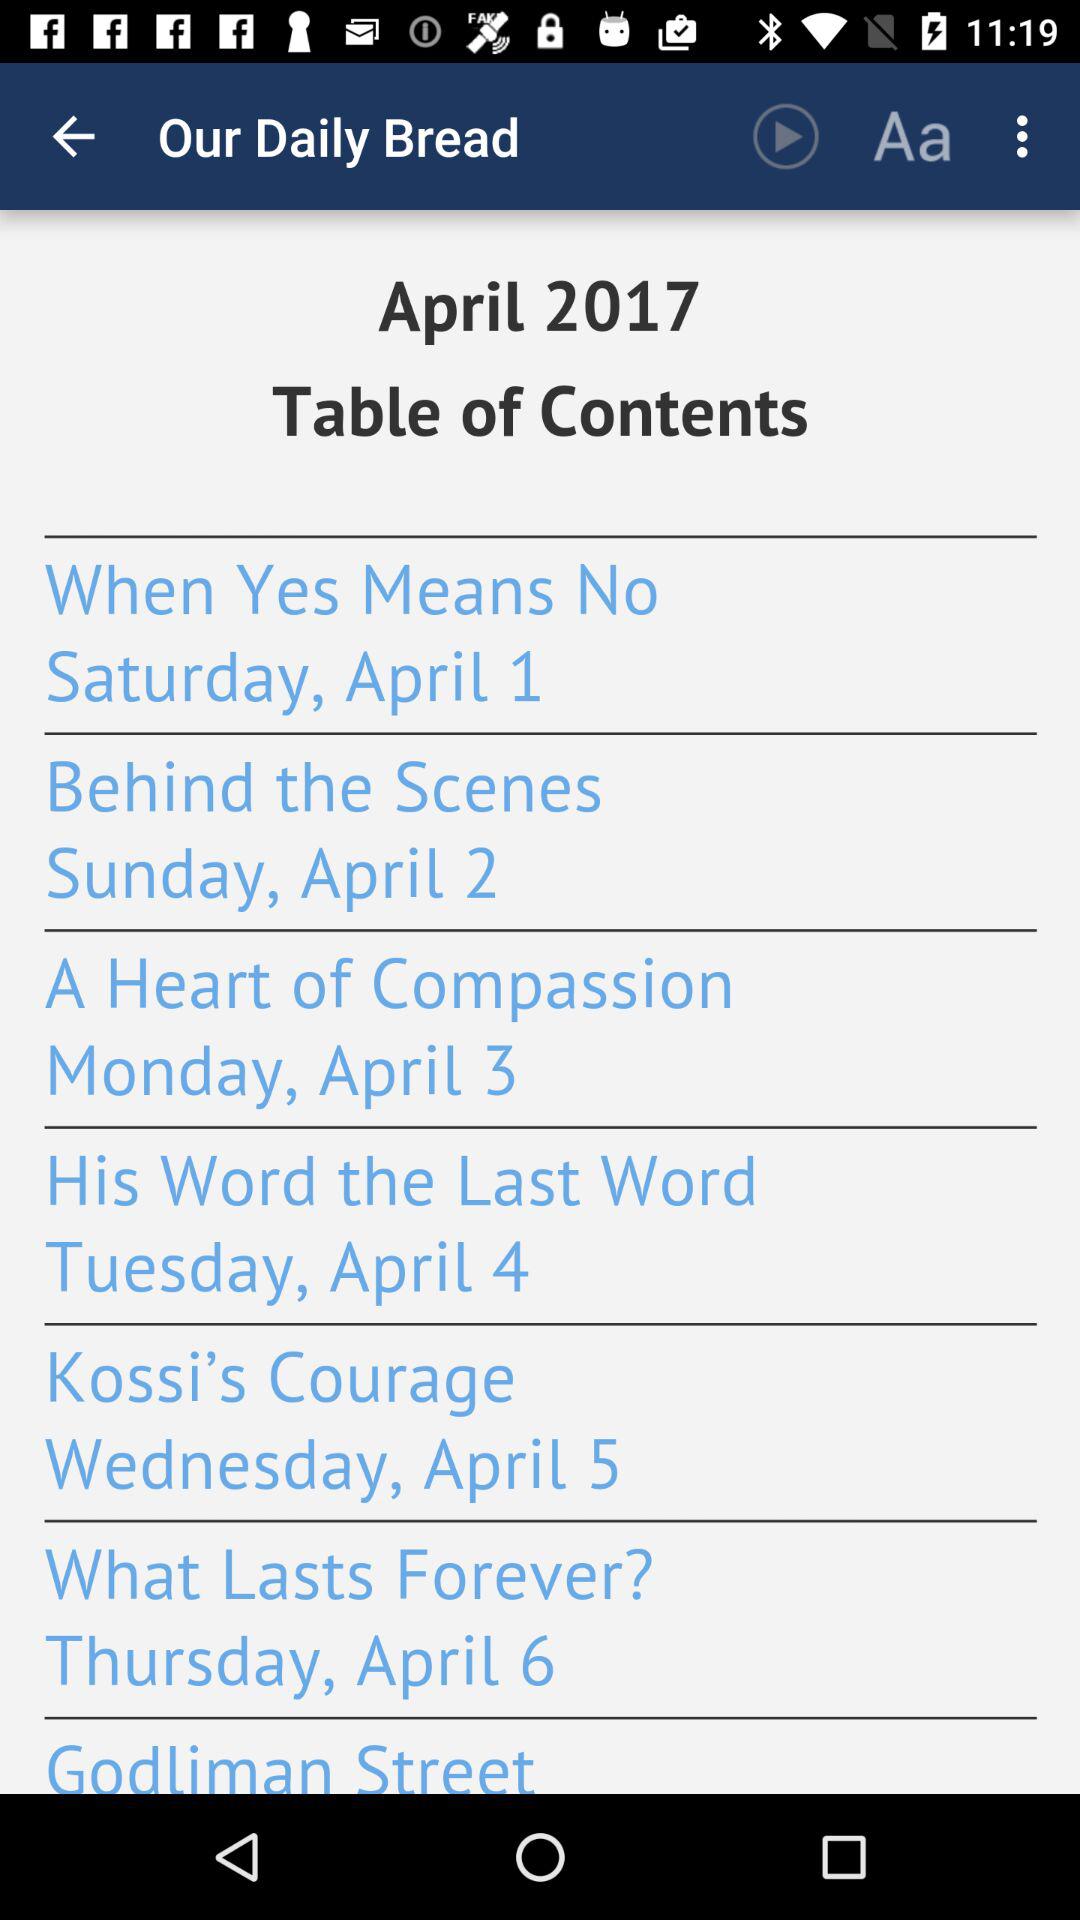 FAKE 11:19
Our Daily Bread Aa
April 2017
Table of Contents
When Yes Means No
Saturday, April 1
Behind the Scenes
Sunday, April 2
A Heart of Compassion
Monday, April 3
His Word the Last Word
Tuesday, April 4
Kossi’s Courage
Wednesday, April 5
What Lasts Forever?
Thursday, April 6
Godliman Street